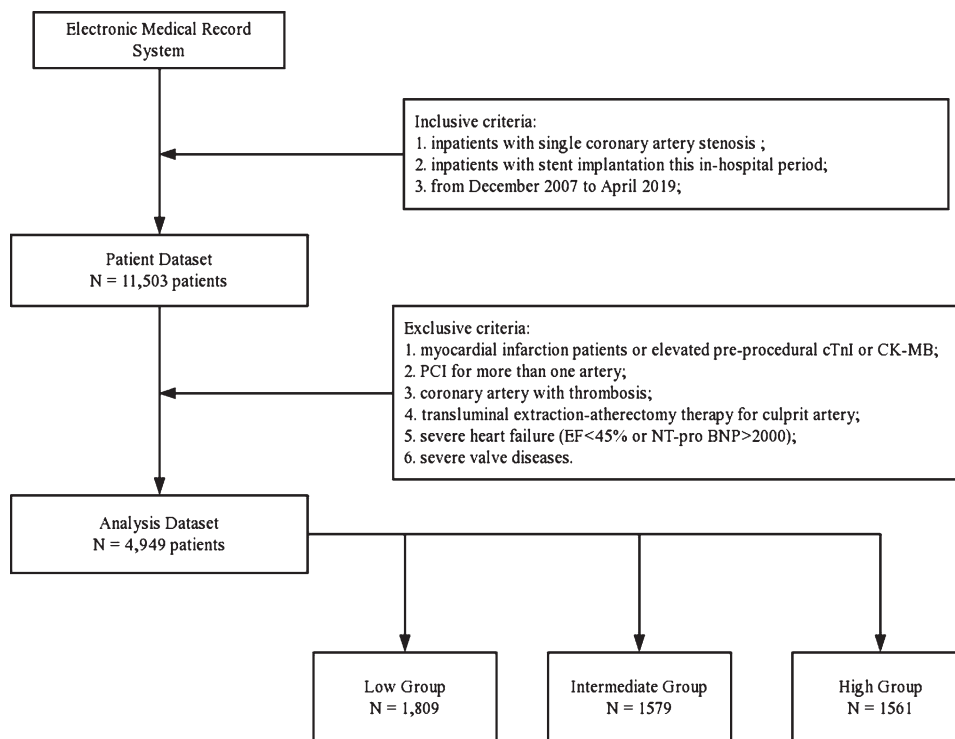 Electronic Medical Record
System
Inclusive criteria:
1. inpatients with single coronary artery stenosis ;
2. inpatients with stent implantation this in-hospital period;
3. from December 2007 to April 2019;
Patient Dataset
N = 11,503 patients
Exclusive criteria:
1. myocardial infarction patients or elevated pre-procedural cTnI or CK-MB;
2. PCI for more than one artery;
3. coronary artery with thrombosis;
4. transluminal extraction-atherectomy therapy for culprit artery;
5. severe heart failure (EF<45% or NT-pro BNP>2000);
6. severe valve diseases.
Analysis Dataset
N = 4,949 patients
Low Group
N = 1,809
Intermediate Group
N = 1579
High Group
N = 1561